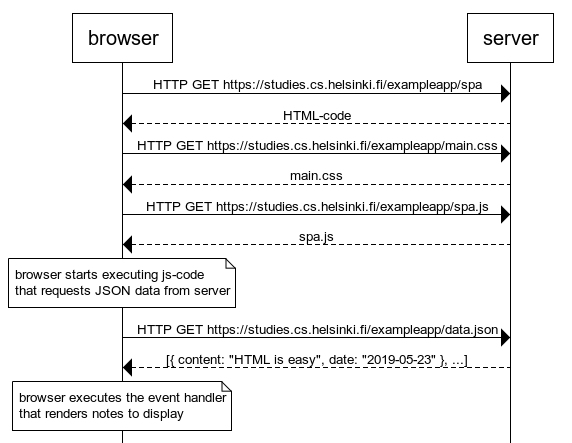 browser
server
HTTP GET https://studies.cs.helsinki.fi/exampleapp/spa
HTML-code
HTTP GET https://studies.cs.helsinki.fi/exampleapp/main.css
main.css
HTTP GET https://studies.cs.helsinki.fi/exampleapp/spa.js
spa.js
browser starts executing js-code
that requests JSON data from server
HTTP GET https://studies.cs.helsinki.fi/exampleapp/data.json
[{ content: "HTML is easy", date: "2019-05-23" }, ...]
browser executes the event handler
that renders notes to display